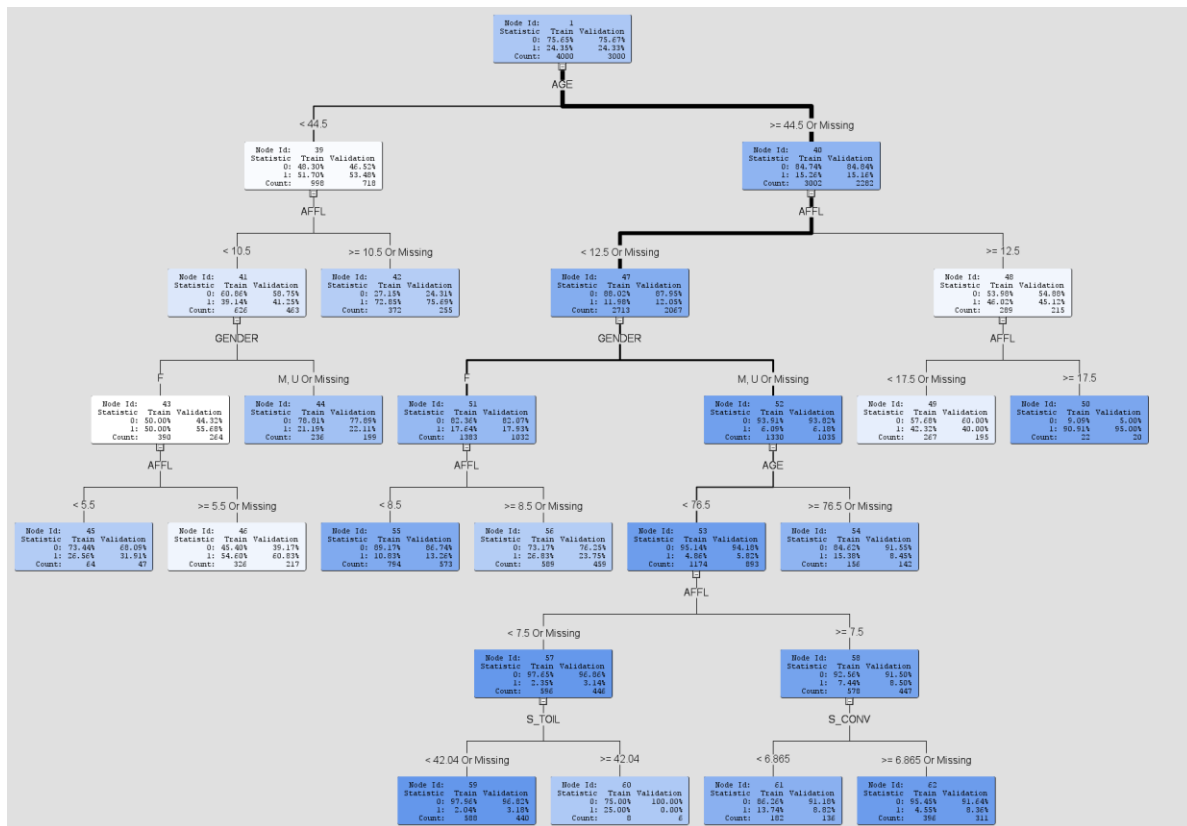 Node Id: 1
Statistic Train Validation
0: 75.65% 75.67%
1: 24.35% 24.33%
Count: 4000 3000
AGE
< 44.5
>= 44.5 Or Missing
Node Id: 39
Statistic Train Validation
0: 48.30% 46.52%
1: 51.70% 53.48%
Count: 998 718
Node Id: 40
Statistic Train Validation
0: 84.74% 84.84%
1: 15.26% 15.16%
Count: 3002 2282
AFFL
AFFL
< 10.5
>= 10.5 Or Missing
< 12.5 Or Missing
>= 12.5
Node Id: 41
Statistic Train Validation
0: 60.86% 58.75%
1: 39.14% 41.25%
Count: 626 463
Node Id: 42
Statistic Train Validation
0: 27.15% 24.31%
1: 72.85% 75.69%
Count: 372 255
Node Id: 47
Statistic Train Validation
0: 88.02% 87.95%
1: 11.98% 12.05%
Count: 2713 2067
Node Id: 48
Statistic Train Validation
0: 53.98% 54.88%
1: 46.02% 45.12%
Count: 289 215
GENDER
GENDER
AFFL
F
M, U Or Missing
F
M, U Or Missing
< 17.5 Or Missing
>= 17.5
Node Id: 43
Statistic Train Validation
0: 50.00% 44.32%
1: 50.00% 55.68%
Count: 390 264
Node Id: 44
Statistic Train Validation
0: 78.81% 77.89%
1: 21.19% 22.11%
Count: 236 199
Node Id: 51
Statistic Train Validation
0: 82.36% 82.07%
1: 17.64% 17.93%
Count: 1383 1032
Node Id: 52
Statistic Train Validation
0: 93.91% 93.82%
1: 6.09% 6.18%
Count: 1330 1035
Node Id: 49
Statistic Train Validation
0: 57.68% 60.00%
1: 42.32% 40.00%
Count: 267 195
Node Id: 50
Statistic Train Validation
0: 9.09% 5.00%
1: 90.91% 95.00%
Count: 22 20
AFFL
AFFL
AGE
< 5.5
>= 5.5 Or Missing
< 8.5
>= 8.5 Or Missing
< 76.5
>= 76.5 Or Missing
Node Id: 45
Statistic Train Validation
0: 73.44% 68.09%
1: 26.56% 31.91%
Count: 64 47
Node Id: 46
Statistic Train Validation
0: 45.40% 39.17%
1: 54.60% 60.83%
Count: 326 217
Node Id: 55
Statistic Train Validation
0: 89.17% 86.74%
1: 10.83% 13.26%
Count: 794 573
Node Id: 56
Statistic Train Validation
0: 73.17% 76.25%
1: 26.83% 23.75%
Count: 589 459
Node Id: 53
Statistic Train Validation
0: 95.14% 94.18%
1: 4.86% 5.82%
Count: 1174 893
Node Id: 54
Statistic Train Validation
0: 84.62% 91.55%
1: 15.38% 8.45%
Count: 156 142
AFFL
< 7.5 Or Missing
>= 7.5
Node Id: 57
Statistic Train Validation
0: 97.65% 96.86%
1: 2.35% 3.14%
Count: 596 446
Node Id: 58
Statistic Train Validation
0: 92.56% 91.50%
1: 7.44% 8.50%
Count: 578 447
S_TOIL
S_CONV
< 42.04 Or Missing
>= 42.04
< 6.865
>= 6.865 Or Missing
Node Id: 59
Statistic Train Validation
0: 97.96% 96.82%
1: 2.04% 3.18%
Count: 588 440
Node Id: 60
Statistic Train Validation
0: 75.00% 100.00%
1: 25.00% 0.00%
Count: 8 6
Node Id: 61
Statistic Train Validation
0: 86.26% 91.18%
1: 13.74% 8.82%
Count: 182 136
Node Id: 62
Statistic Train Validation
0: 95.45% 91.64%
1: 4.55% 8.36%
Count: 396 311